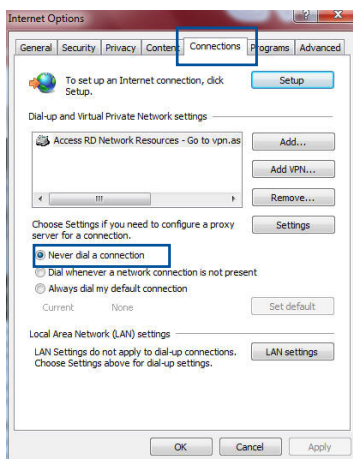 Internet Options
General Security Privacy Content Connections Programs Advanced
To set up an Internet connection, click
Setup.
Setup
Dial-up and Virtual Private Network settings
Access RD Network Resources - Go to vpn.as
Add...
Add VPN...
Remove...
Choose Settings if you need to configure a proxy
server for a connection.
Settings
Never dial a connection
Dial whenever a network connection is not present
Always dial my default connection
Current None
Set default
Local Area Network (LAN) settings
LAN Settings do not apply to dial-up connections.
Choose Settings above for dial-up settings.
LAN settings
OK Cancel Apply